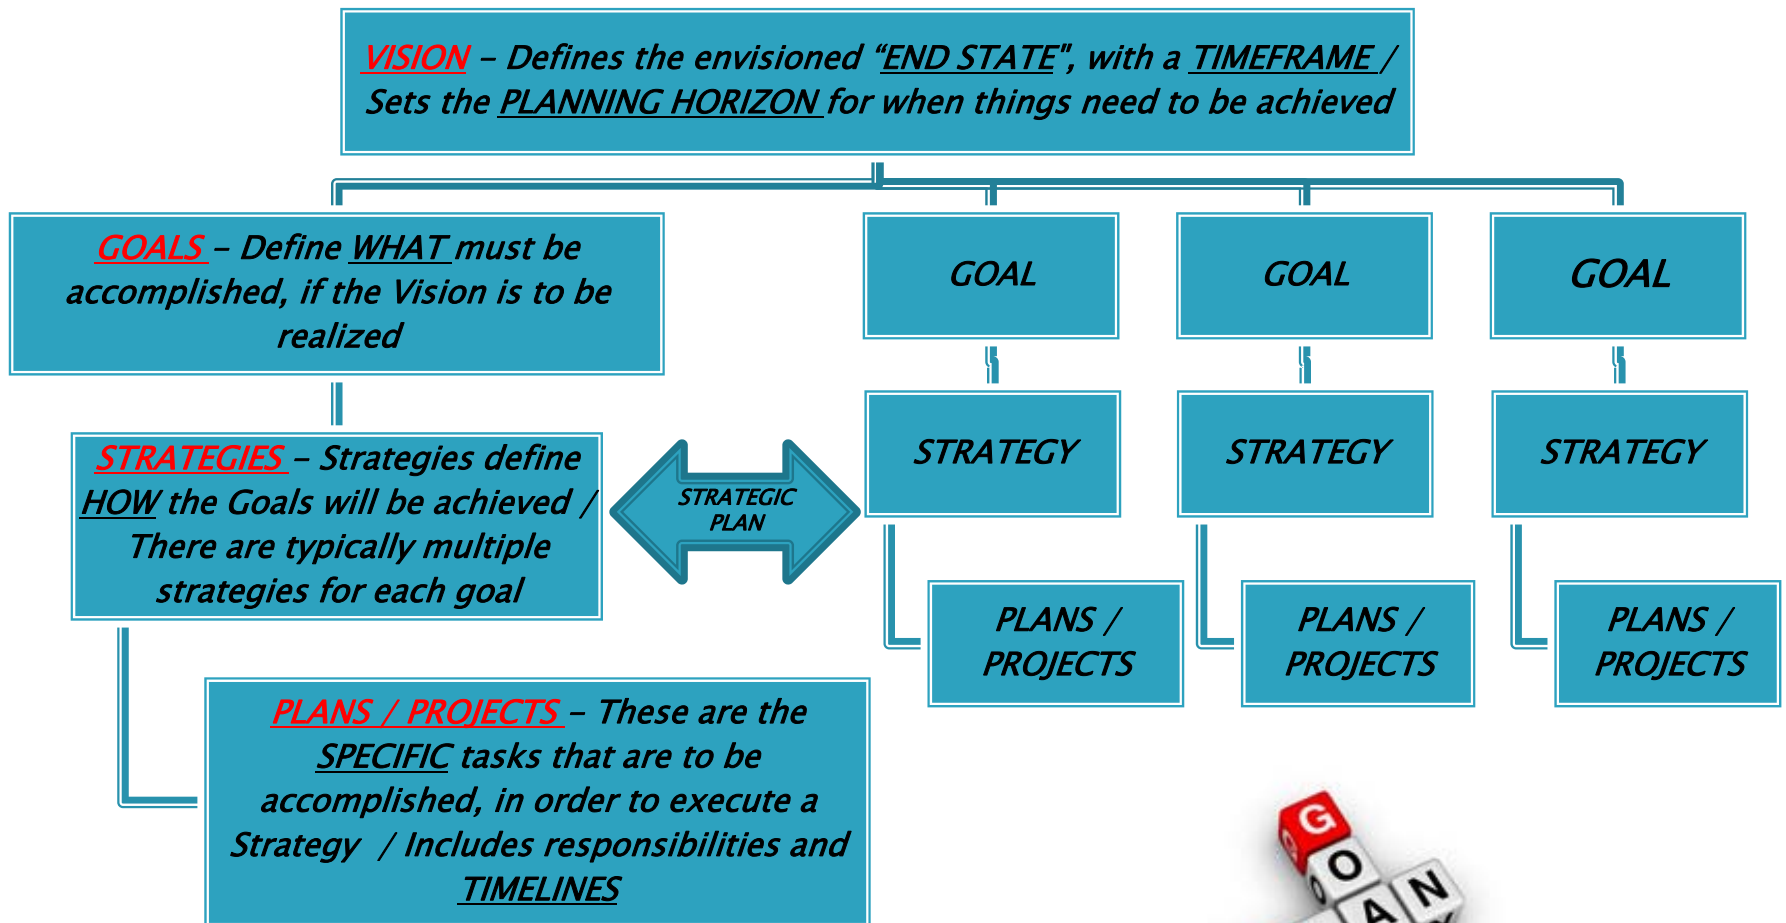 VISION – Defines the envisioned “END STATE”, with a TIMEFRAME /
Sets the PLANNING HORIZON for when things need to be achieved
GOALS – Define WHAT must be
accomplished, if the Vision is to be
realized
GOAL
GOAL
GOAL
STRATEGIES – Strategies define
HOW the Goals will be achieved /
There are typically multiple
strategies for each goal
STRATEGIC
PLAN
STRATEGY
STRATEGY
STRATEGY
PLANS /
PROJECTS
PLANS /
PROJECTS
PLANS /
PROJECTS
PLANS / PROJECTS – These are the
SPECIFIC tasks that are to be
accomplished, in order to execute a
Strategy / Includes responsibilities and
TIMELINES
G
O
A N